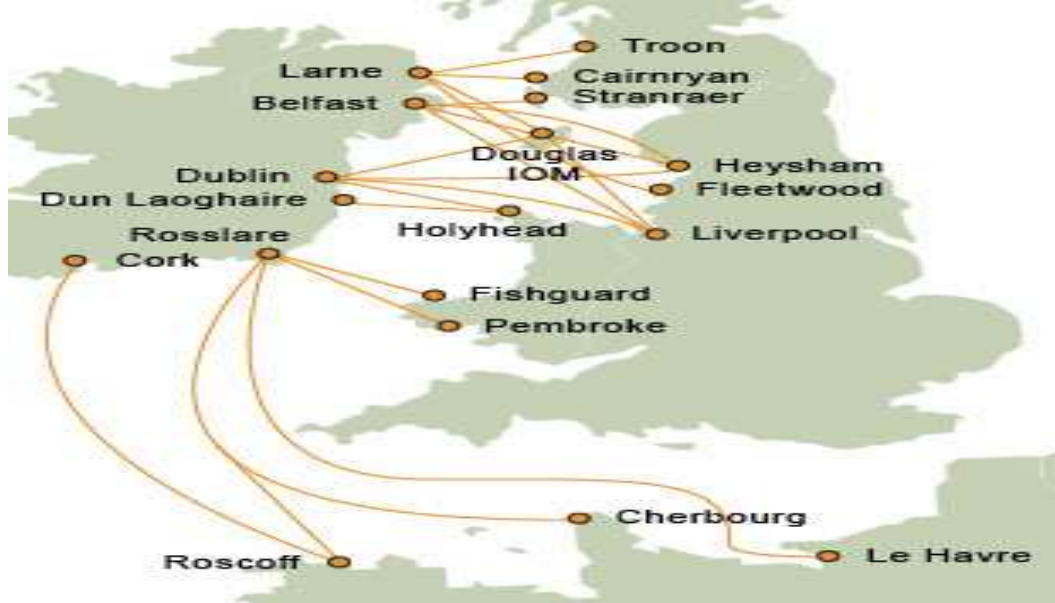 Troon
Larne
Cairnryan
Stranraer
Belfast
Douglas
IOM
Heysham
Dublin
Fleetwood
Dun Laoghaire
Holyhead
Liverpool
Rosslare
Cork
Fishguard
Pembroke
Cherbourg
Roscoff
Le Havre